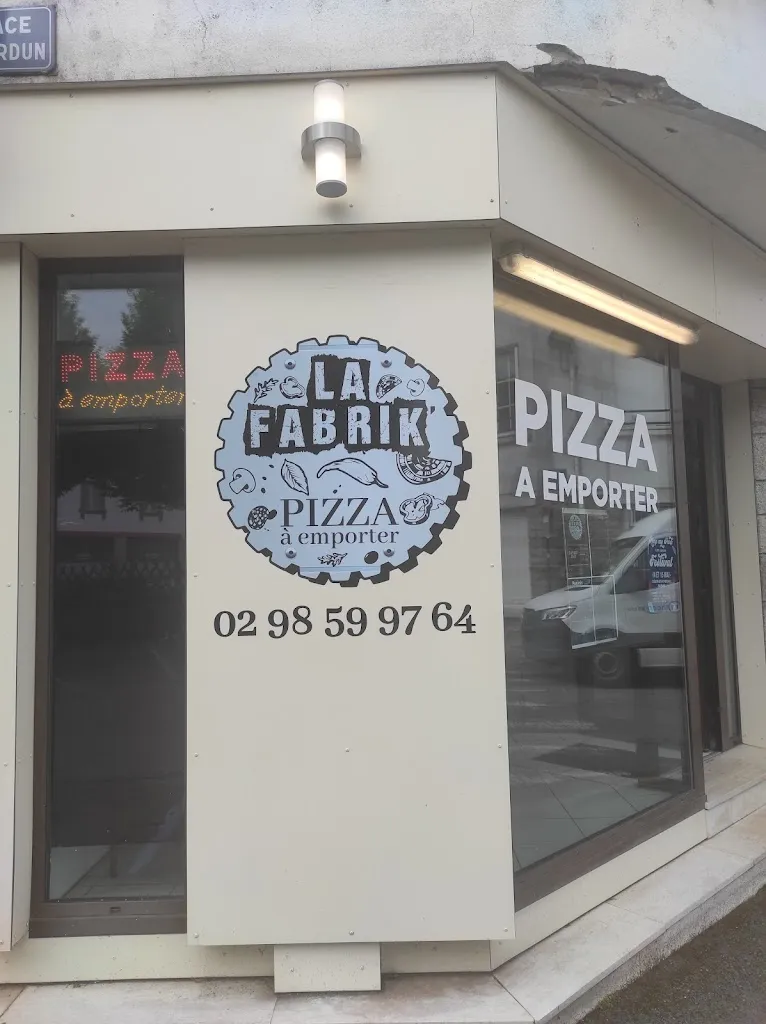 ACE
RDUN
PIZZA
à emporter
LA
FABRIK'
PIZZA
à emporter
02 98 59 97 64
PIZZA
A EMPORTER